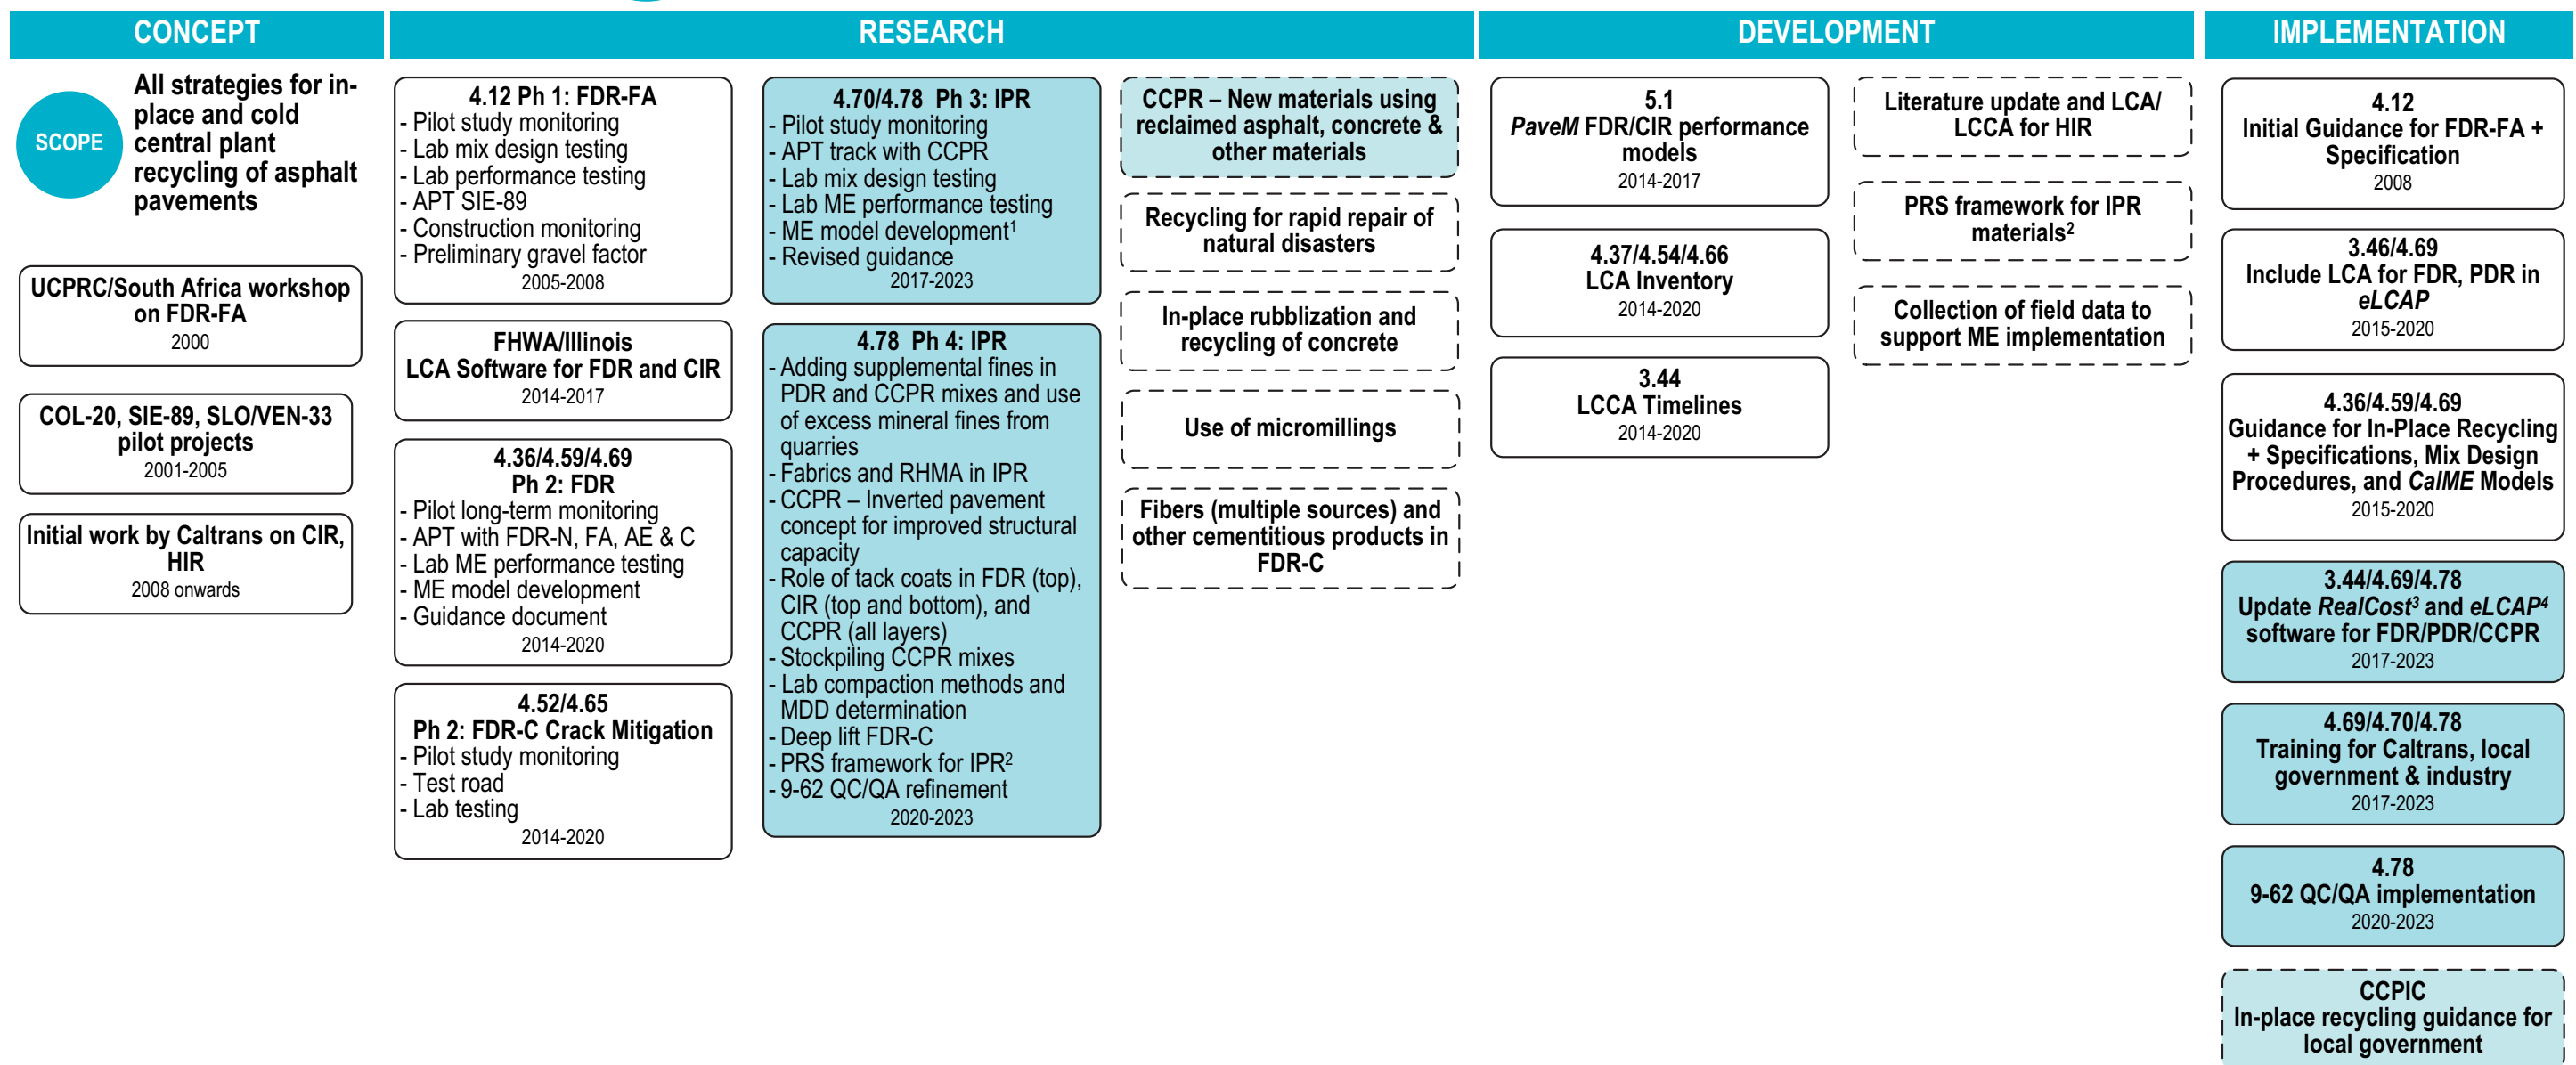 CONCEPT
RESEARCH
DEVELOPMENT
IMPLEMENTATION
SCOPE
All strategies for in-
place and cold
central plant
recycling of asphalt
pavements
UCPRC/South Africa workshop
on FDR-FA
2000
COL-20, SIE-89, SLO/VEN-33
pilot projects
2001-2005
Initial work by Caltrans on CIR,
HIR
2008 onwards
4.12 Ph 1: FDR-FA
- Pilot study monitoring
- Lab mix design testing
- Lab performance testing
- APT SIE-89
- Construction monitoring
- Preliminary gravel factor
2005-2008
FHWA/Illinois
LCA Software for FDR and CIR
2014-2017
4.36/4.59/4.69
Ph 2: FDR
- Pilot long-term monitoring
- APT with FDR-N, FA, AE & C
- Lab ME performance testing
- ME model development
- Guidance document
2014-2020
4.52/4.65
Ph 2: FDR-C Crack Mitigation
- Pilot study monitoring
- Test road
- Lab testing
2014-2020
4.70/4.78 Ph 3: IPR
- Pilot study monitoring
- APT track with CCPR
- Lab mix design testing
- Lab ME performance testing
- ME model development¹
- Revised guidance
2017-2023
4.78 Ph 4: IPR
- Adding supplemental fines in
PDR and CCPR mixes and use
of excess mineral fines from
quarries
- Fabrics and RHMA in IPR
- CCPR – Inverted pavement
concept for improved structural
capacity
- Role of tack coats in FDR (top),
CIR (top and bottom), and
CCPR (all layers)
- Stockpiling CCPR mixes
- Lab compaction methods and
MDD determination
- Deep lift FDR-C
- PRS framework for IPR²
- 9-62 QC/QA refinement
2020-2023
CCPR – New materials using
reclaimed asphalt, concrete &
other materials
Recycling for rapid repair of
natural disasters
In-place rubblization and
recycling of concrete
Use of micromillings
Fibers (multiple sources) and
other cementitious products in
FDR-C
5.1
PaveM FDR/CIR performance
models
2014-2017
4.37/4.54/4.66
LCA Inventory
2014-2020
3.44
LCCA Timelines
2014-2020
Literature update and LCA/
LCCA for HIR
PRS framework for IPR
materials²
Collection of field data to
support ME implementation
4.12
Initial Guidance for FDR-FA +
Specification
2008
3.46/4.69
Include LCA for FDR, PDR in
eLCAP
2015-2020
4.36/4.59/4.69
Guidance for In-Place Recycling
+ Specifications, Mix Design
Procedures, and CalME Models
2015-2020
3.44/4.69/4.78
Update RealCost³ and eLCAP⁴
software for FDR/PDR/CCPR
2017-2023
4.69/4.70/4.78
Training for Caltrans, local
government & industry
2017-2023
4.78
9-62 QC/QA implementation
2020-2023
CCPIC
In-place recycling guidance for
local government